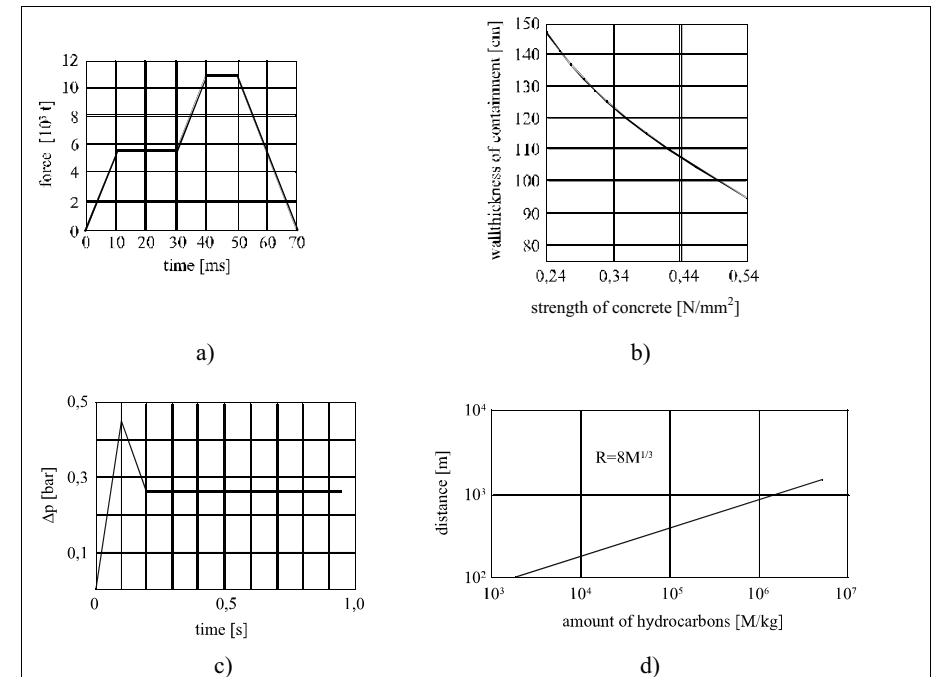 force [10³ t]
12
10
8
6
4
2
0
0 10 20 30 40 50 60 70
time [ms]
a)
wallthickness of containment [cm]
150
140
130
120
110
100
90
80
0,24 0,34 0,44 0,54
strength of concrete [N/mm²]
b)
Δp [bar]
0,5
0,3
0,1
0 0,5 1,0
time [s]
c)
distance [m]
10⁴
10³
10²
R=8M^1/3
10³ 10⁴ 10⁵ 10⁶ 10⁷
amount of hydrocarbons [M/kg]
d)